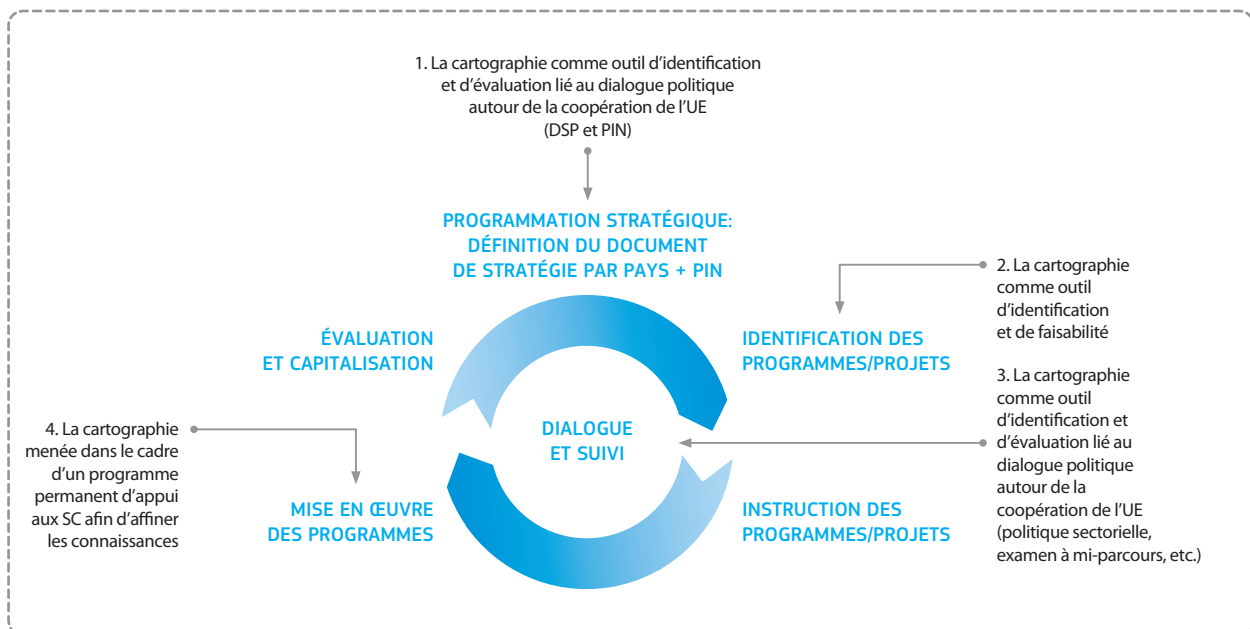 1. La cartographie comme outil d’identification
et d’évaluation lié au dialogue politique
autour de la coopération de l’UE
(DSP et PIN)
PROGRAMMATION STRATÉGIQUE:
DÉFINITION DU DOCUMENT
DE STRATÉGIE PAR PAYS + PIN
2. La cartographie
comme outil
d’identification
et de faisabilité
IDENTIFICATION DES
PROGRAMMES/PROJETS
ÉVALUATION
ET CAPITALISATION
3. La cartographie
comme outil
d’identification et
d’évaluation lié au
dialogue politique
autour de la
coopération de l’UE
(politique sectorielle,
examen à mi-parcours, etc.)
DIALOGUE
ET SUIVI
4. La cartographie
menée dans le cadre
d’un programme
permanent d’appui
aux SC afin d’affiner
les connaissances
MISE EN ŒUVRE
DES PROGRAMMES
INSTRUCTION DES
PROGRAMMES/PROJETS